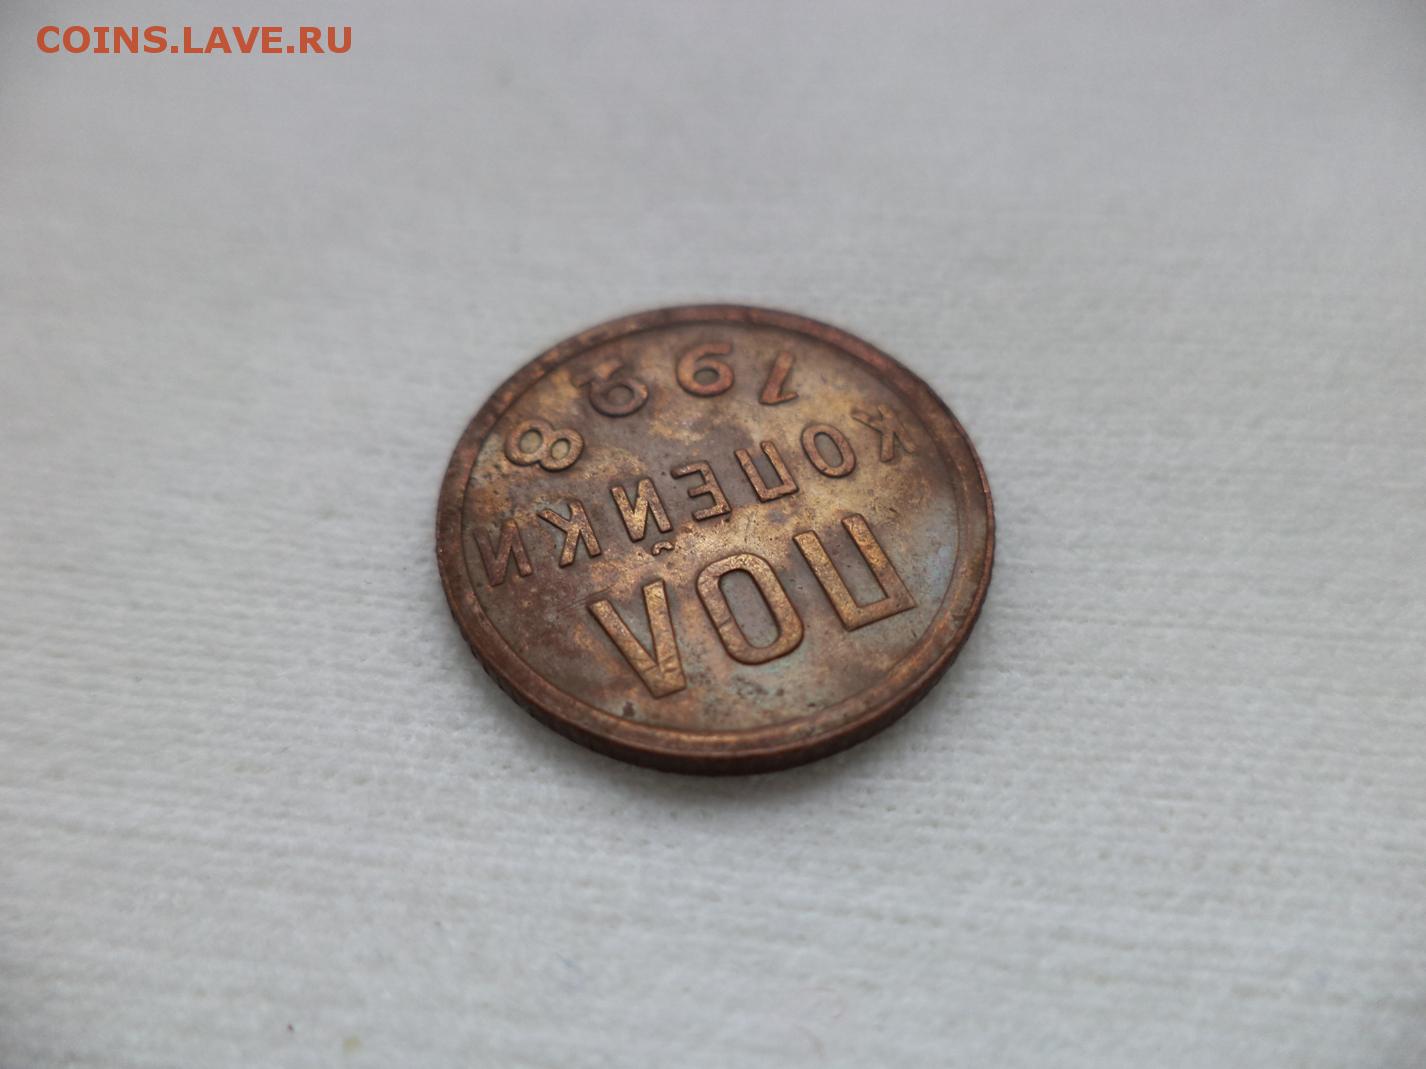 COINS.LAVE.RU
ПОЛ
КОПЕЙКИ
1928